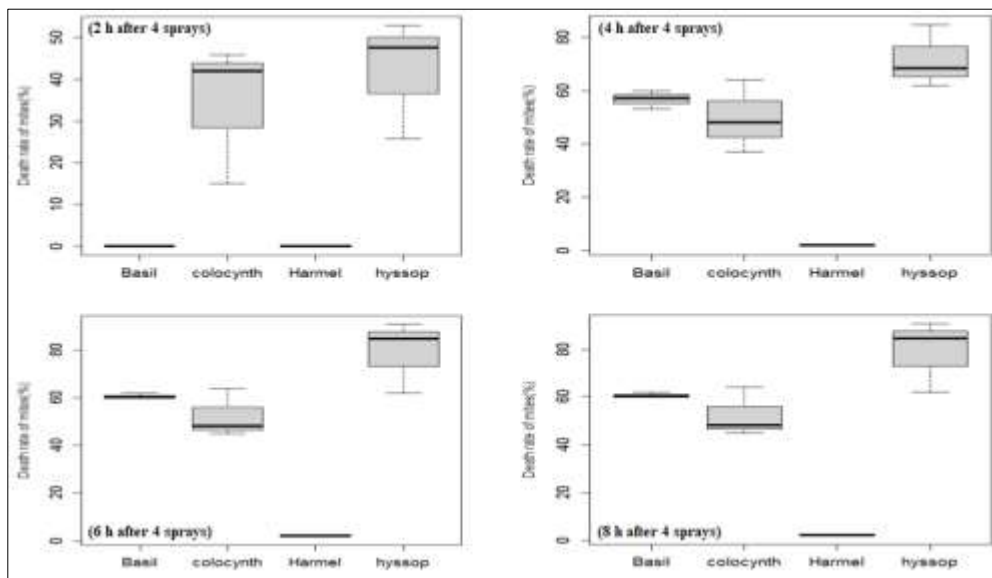 (2 h after 4 sprays)
Death rate of mites(%)
50
40
30
20
10
0
Basil colocynth Harmel hyssop
(4 h after 4 sprays)
Death rate of mites(%)
80
60
40
20
0
Basil colocynth Harmel hyssop
Death rate of mites(%)
80
60
40
20
0
(6 h after 4 sprays)
Basil colocynth Harmel hyssop
Death rate of mites(%)
80
60
40
20
0
(8 h after 4 sprays)
Basil colocynth Harmel hyssop